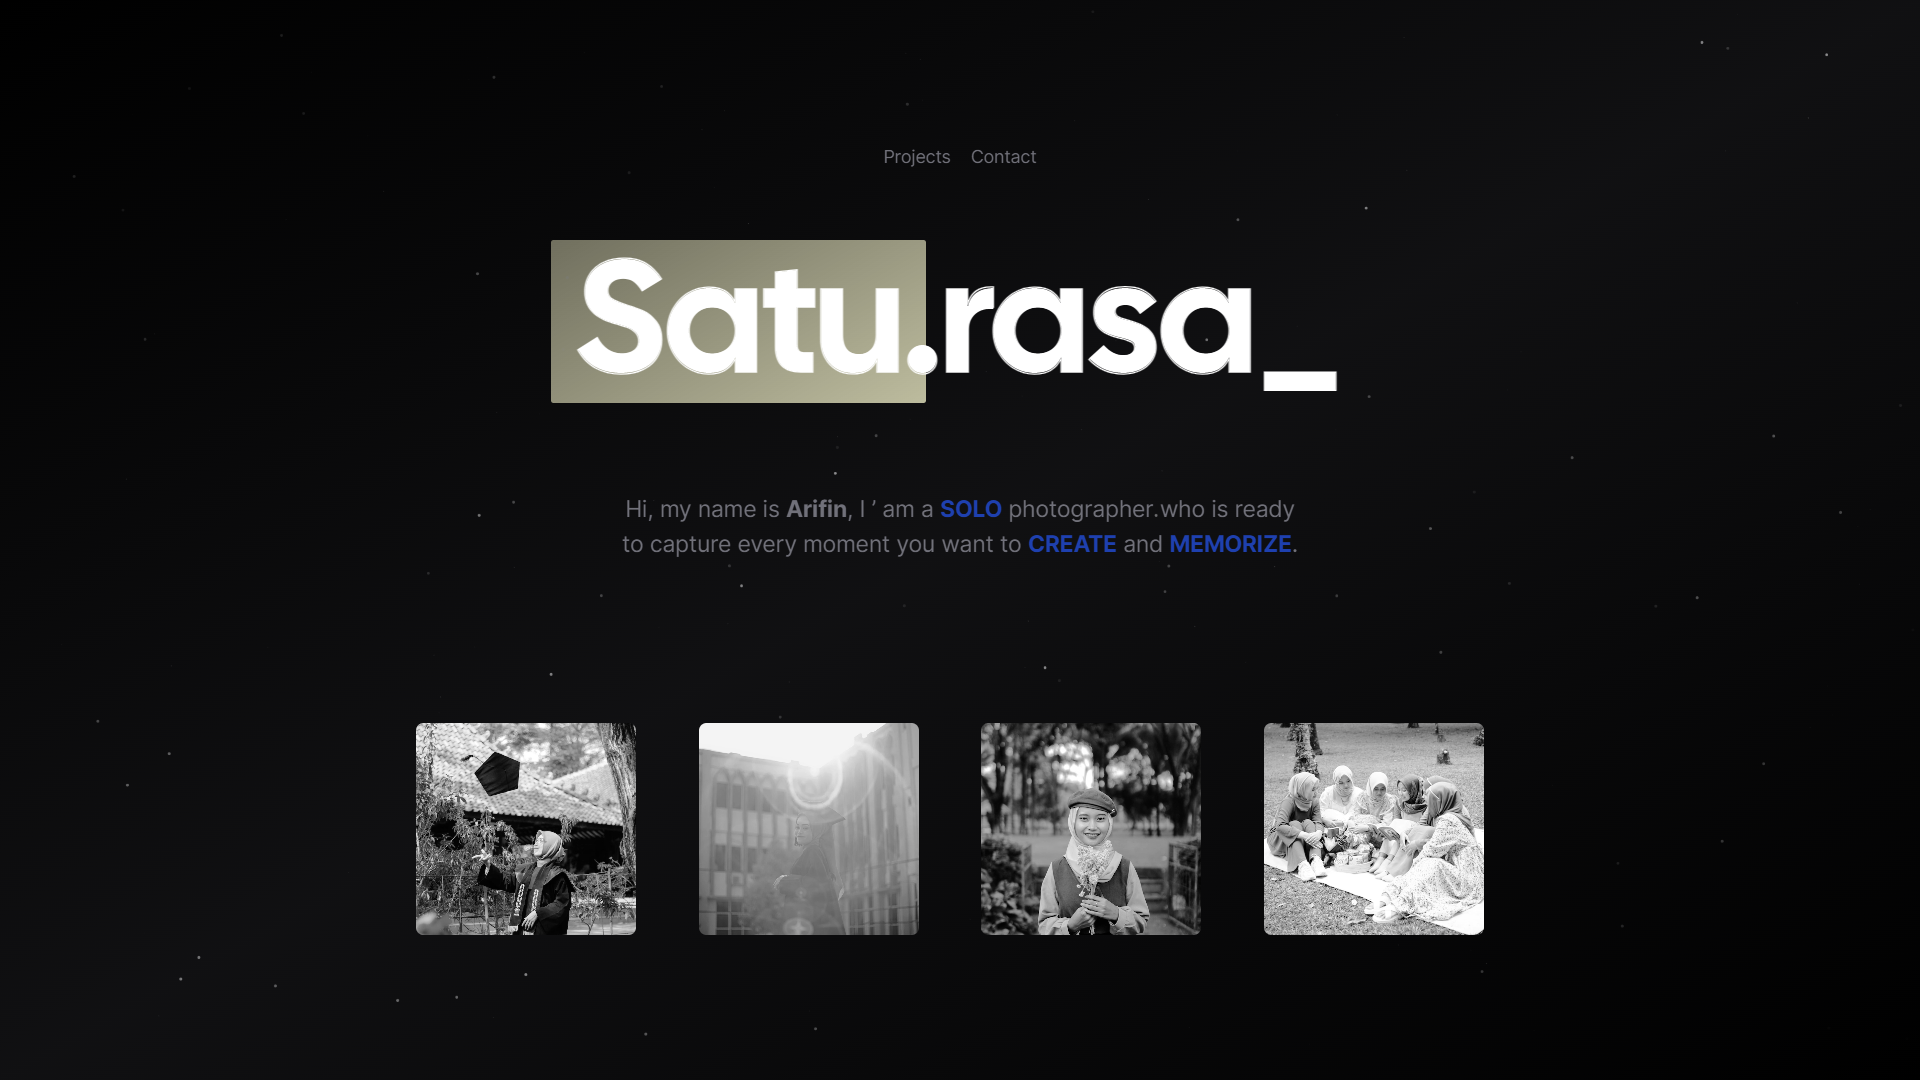 Projects Contact
Satu.rasa_
Hi, my name is Arifin, I ’ am a SOLO photographer.who is ready
to capture every moment you want to CREATE and MEMORIZE.